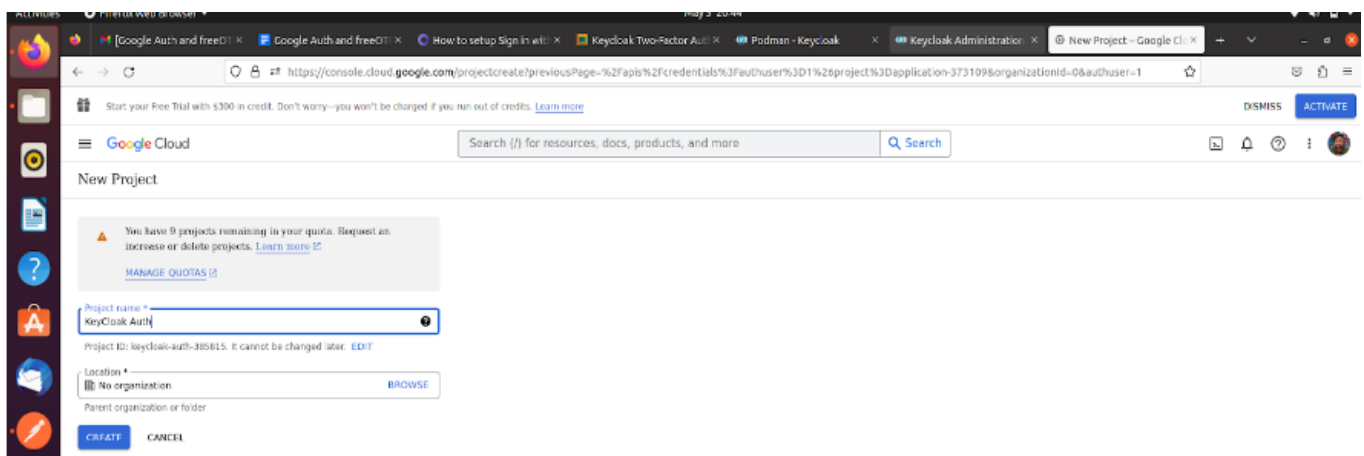 Activities
Firefox Web Browser
May 3 20:44
[Google Auth and freeOT
Google Auth and freeOT
How to setup Sign in with
Keycloak Two-Factor Aut
Podman - Keycloak
Keycloak Administration
New Project – Google Clo
https://console.cloud.google.com/projectcreate?previousPage=%2Fapis%2Fcredentials%3Fauthuser%3D1%26project%3Dapplication-373109&organizationId=0&authuser=1
Start your Free Trial with $300 in credit. Don't worry—you won't be charged if you run out of credits. Learn more
DISMISS
ACTIVATE
Google Cloud
Search (/) for resources, docs, products, and more
Search
New Project
You have 9 projects remaining in your quota. Request an
increase or delete projects. Learn more
MANAGE QUOTAS
Project name *
KeyCloak Auth
Project ID: keycloak-auth-385615. It cannot be changed later. EDIT
Location *
No organization
BROWSE
Parent organization or folder
CREATE
CANCEL